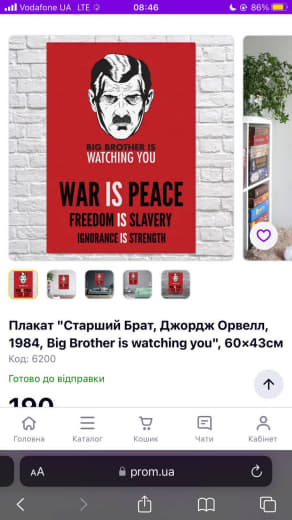 Vodafone UA LTE
08:46
86%
BIG BROTHER IS
WATCHING YOU
WAR IS PEACE
FREEDOM IS SLAVERY
IGNORANCE IS STRENGTH
Плакат "Старший Брат, Джордж Орвелл,
1984, Big Brother is watching you", 60×43см
Код: 6200
Готово до відправки
190
Головна
Каталог
Кошик
Чати
Кабінет
AA
prom.ua